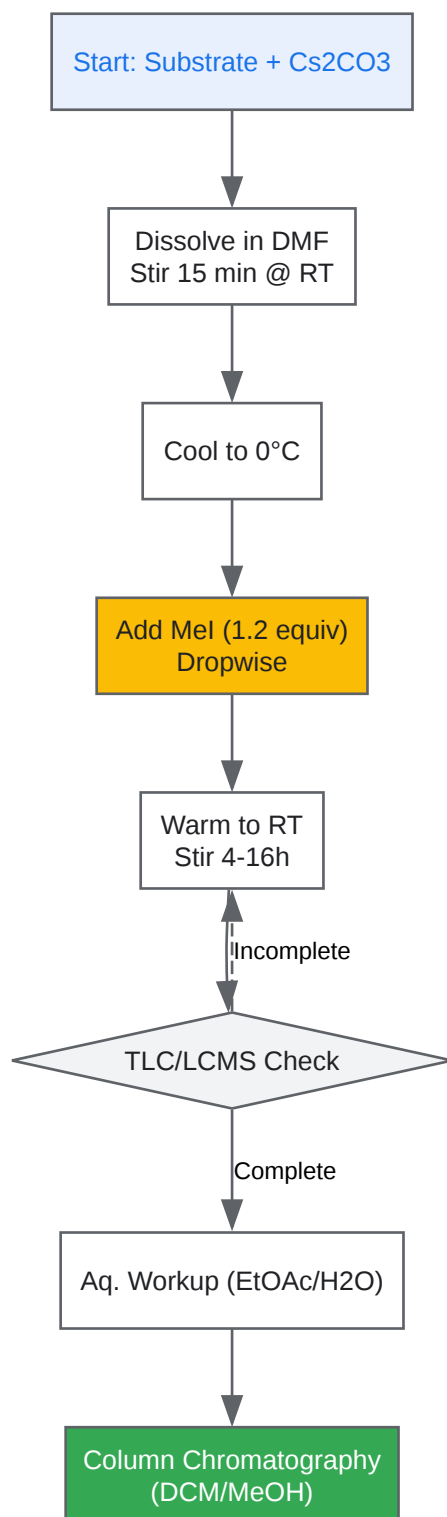 Start: Substrate + Cs2CO3
Dissolve in DMF
Stir 15 min @ RT
Cool to 0°C
Add MeI (1.2 equiv)
Dropwise
Warm to RT
Stir 4-16h
Incomplete
TLC/LCMS Check
Complete
Aq. Workup (EtOAc/H2O)
Column Chromatography
(DCM/MeOH)